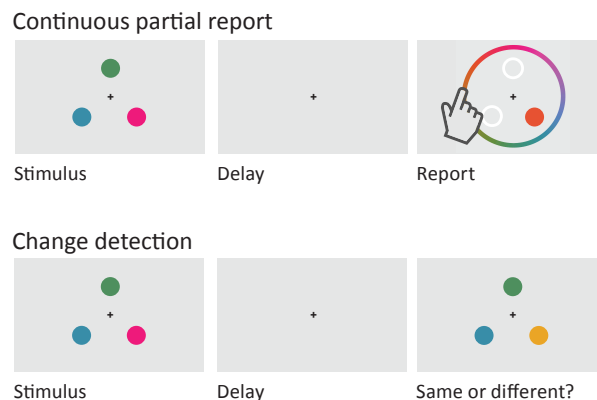 Continuous partial report
Stimulus Delay Report
Change detection
Stimulus Delay Same or different?